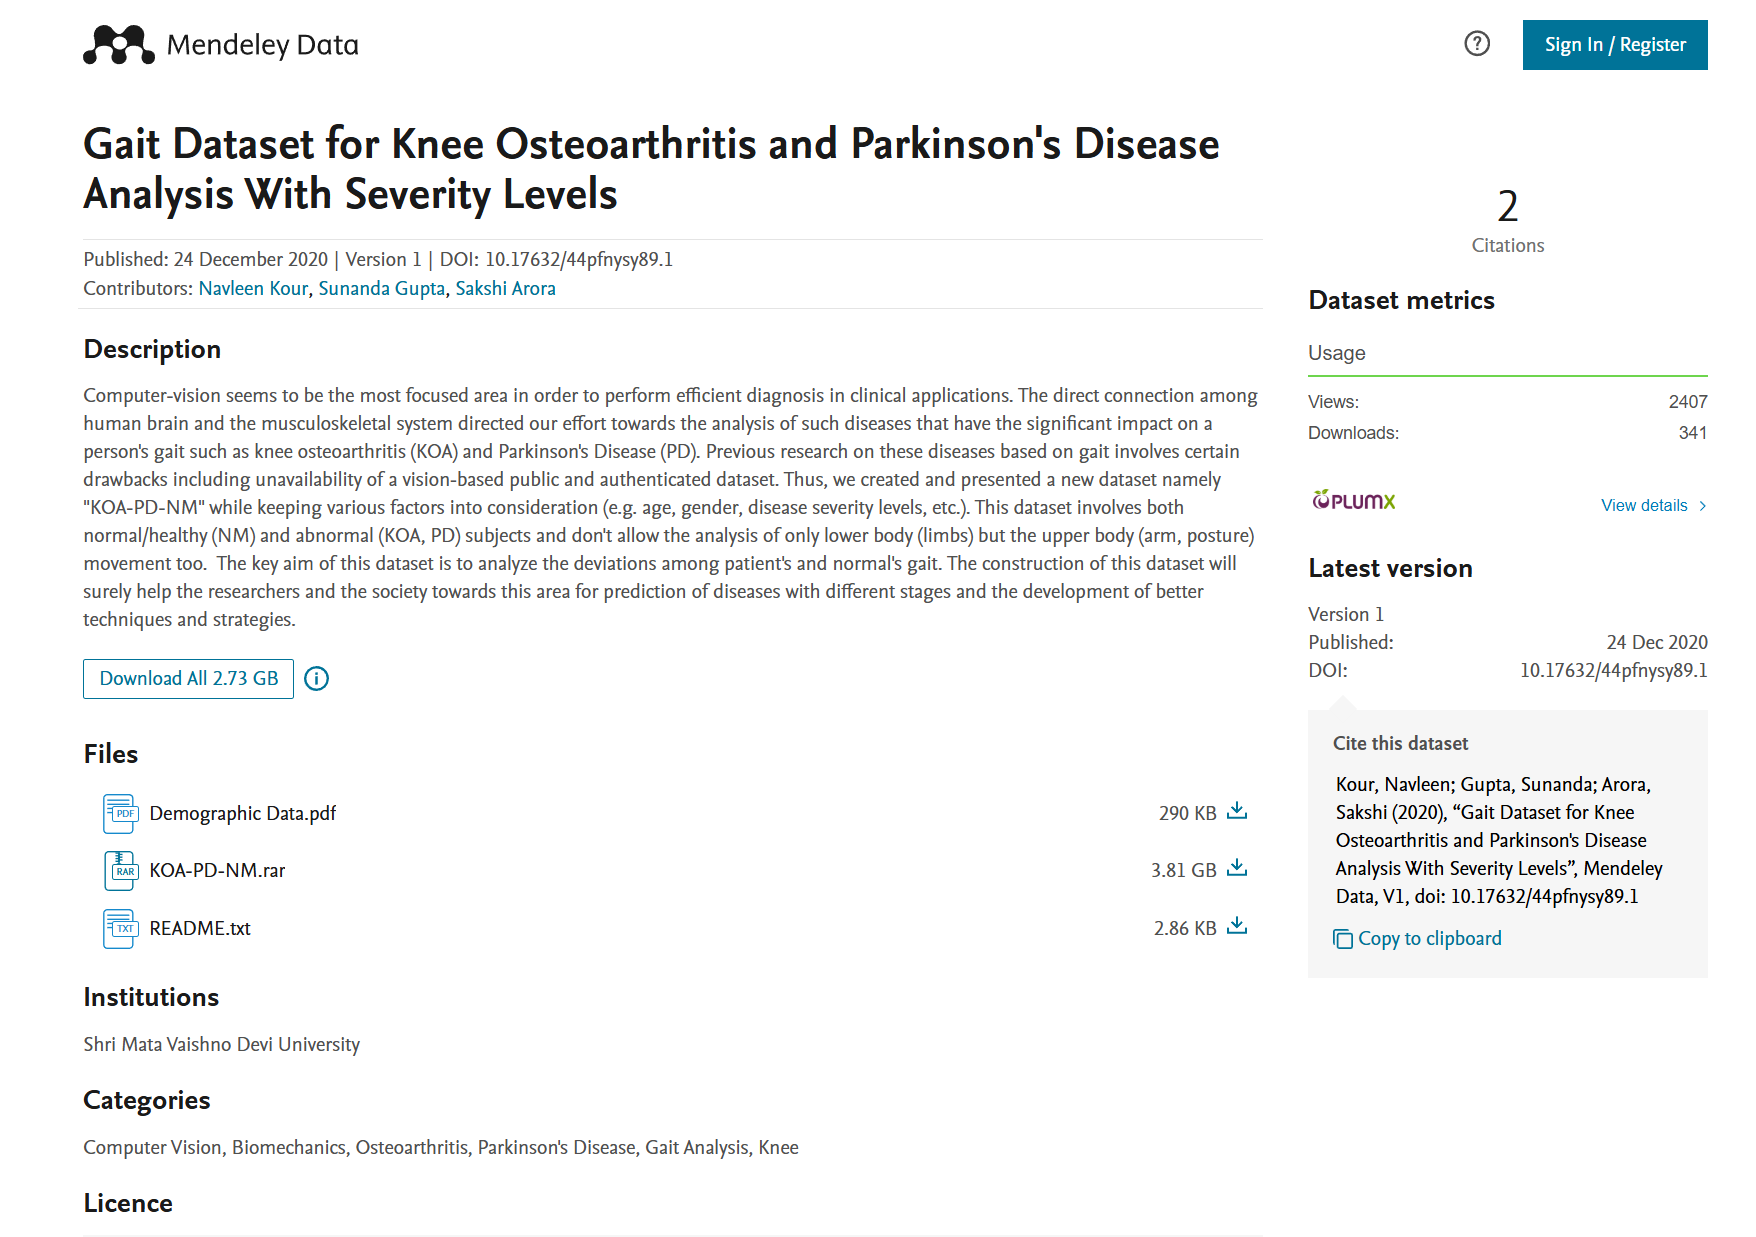 Mendeley Data
Sign In / Register
Gait Dataset for Knee Osteoarthritis and Parkinson's Disease
Analysis With Severity Levels
Published: 24 December 2020 | Version 1 | DOI: 10.17632/44pfnysy89.1
Contributors: Navleen Kour, Sunanda Gupta, Sakshi Arora
Description
Computer-vision seems to be the most focused area in order to perform efficient diagnosis in clinical applications. The direct connection among
human brain and the musculoskeletal system directed our effort towards the analysis of such diseases that have the significant impact on a
person's gait such as knee osteoarthritis (KOA) and Parkinson's Disease (PD). Previous research on these diseases based on gait involves certain
drawbacks including unavailability of a vision-based public and authenticated dataset. Thus, we created and presented a new dataset namely
"KOA-PD-NM" while keeping various factors into consideration (e.g. age, gender, disease severity levels, etc.). This dataset involves both
normal/healthy (NM) and abnormal (KOA, PD) subjects and don't allow the analysis of only lower body (limbs) but the upper body (arm, posture)
movement too. The key aim of this dataset is to analyze the deviations among patient's and normal's gait. The construction of this dataset will
surely help the researchers and the society towards this area for prediction of diseases with different stages and the development of better
techniques and strategies.
Download All 2.73 GB
Files
PDF Demographic Data.pdf 290 KB
RAR KOA-PD-NM.rar 3.81 GB
TXT README.txt 2.86 KB
Institutions
Shri Mata Vaishno Devi University
Categories
Computer Vision, Biomechanics, Osteoarthritis, Parkinson's Disease, Gait Analysis, Knee
Licence
2
Citations
Dataset metrics
Usage
Views: 2407
Downloads: 341
PLUMX View details
Latest version
Version 1
Published: 24 Dec 2020
DOI: 10.17632/44pfnysy89.1
Cite this dataset
Kour, Navleen; Gupta, Sunanda; Arora,
Sakshi (2020), “Gait Dataset for Knee
Osteoarthritis and Parkinson's Disease
Analysis With Severity Levels”, Mendeley
Data, V1, doi: 10.17632/44pfnysy89.1
Copy to clipboard